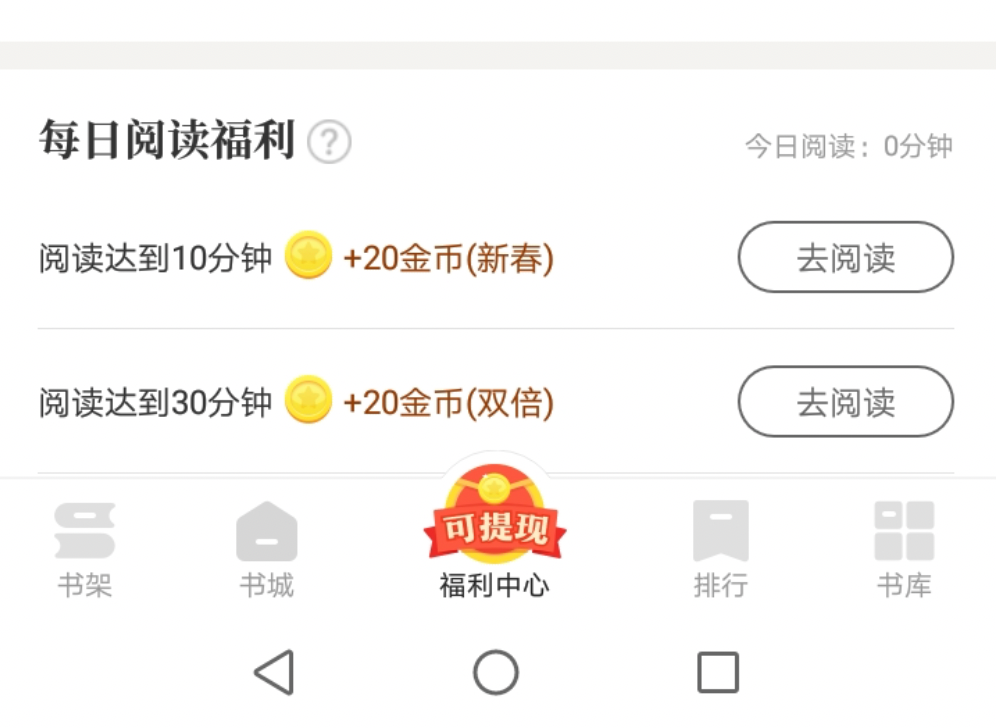 每日阅读福利 ?
今日阅读：0分钟
阅读达到10分钟 +20金币(新春)
去阅读
阅读达到30分钟 +20金币(双倍)
去阅读
可提现
书架
书城
福利中心
排行
书库